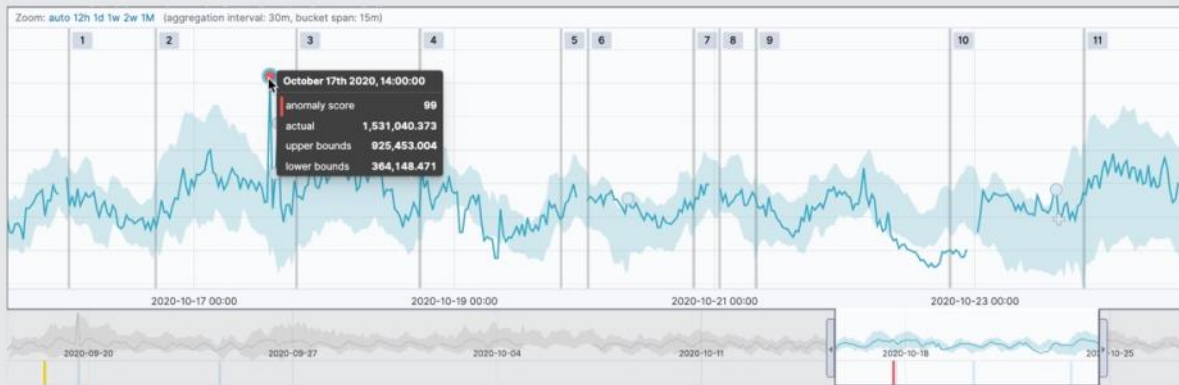 Zoom: auto 12h 1d 1w 2w 1M (aggregation interval: 30m, bucket span: 15m)
1 2 3 4 5 6 7 8 9 10 11
October 17th 2020, 14:00:00
anomaly score 99
actual 1,531,040.373
upper bounds 925,453.004
lower bounds 364,148.471
2020-10-17 00:00 2020-10-19 00:00 2020-10-21 00:00 2020-10-23 00:00
2020-09-20 2020-09-27 2020-10-04 2020-10-11 2020-10-18 2020-10-25